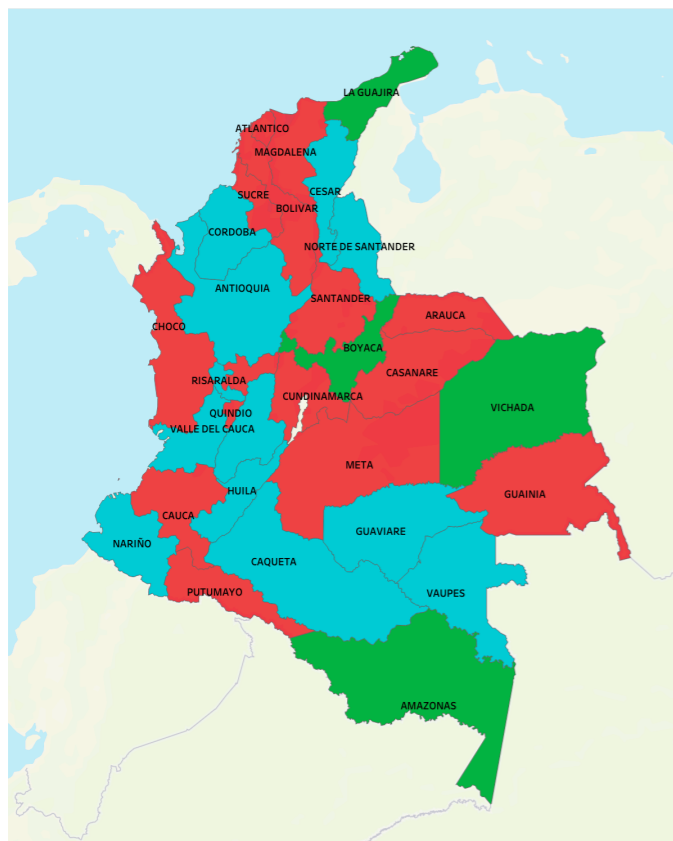 LA GUAJIRA
ATLANTICO
MAGDALENA
CESAR
SUCRE
BOLIVAR
CORDOBA
NORTE DE SANTANDER
ANTIOQUIA
SANTANDER
ARAUCA
CHOCO
BOYACA
CASANARE
RISARALDA
CUNDINAMARCA
VICHADA
QUINDIO
VALLE DEL CAUCA
META
HUILA
GUAINIA
CAUCA
GUAVIARE
NARIÑO
CAQUETA
PUTUMAYO
VAUPES
AMAZONAS